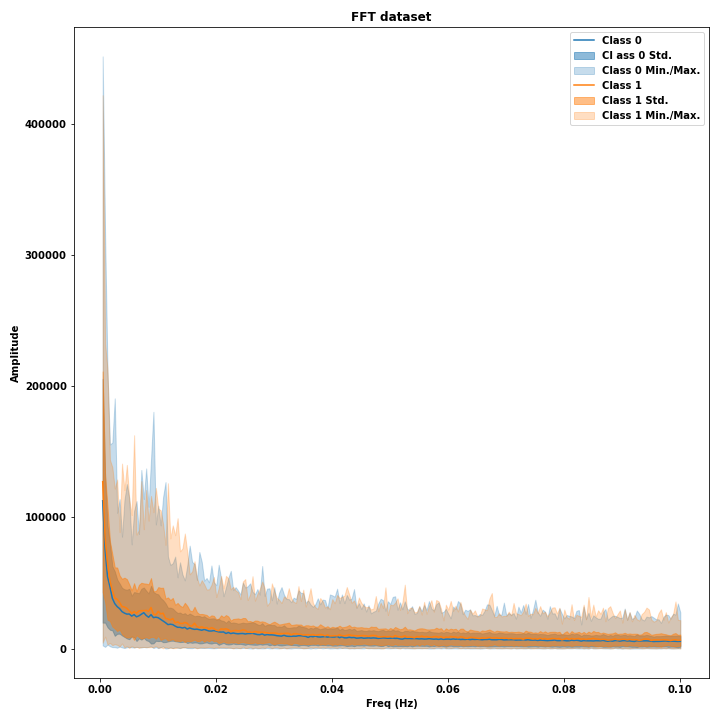 FFT dataset
Class 0
Cl ass 0 Std.
Class 0 Min./Max.
Class 1
Class 1 Std.
Class 1 Min./Max.
400000
300000
200000
100000
0
Amplitude
0.00 0.02 0.04 0.06 0.08 0.10
Freq (Hz)